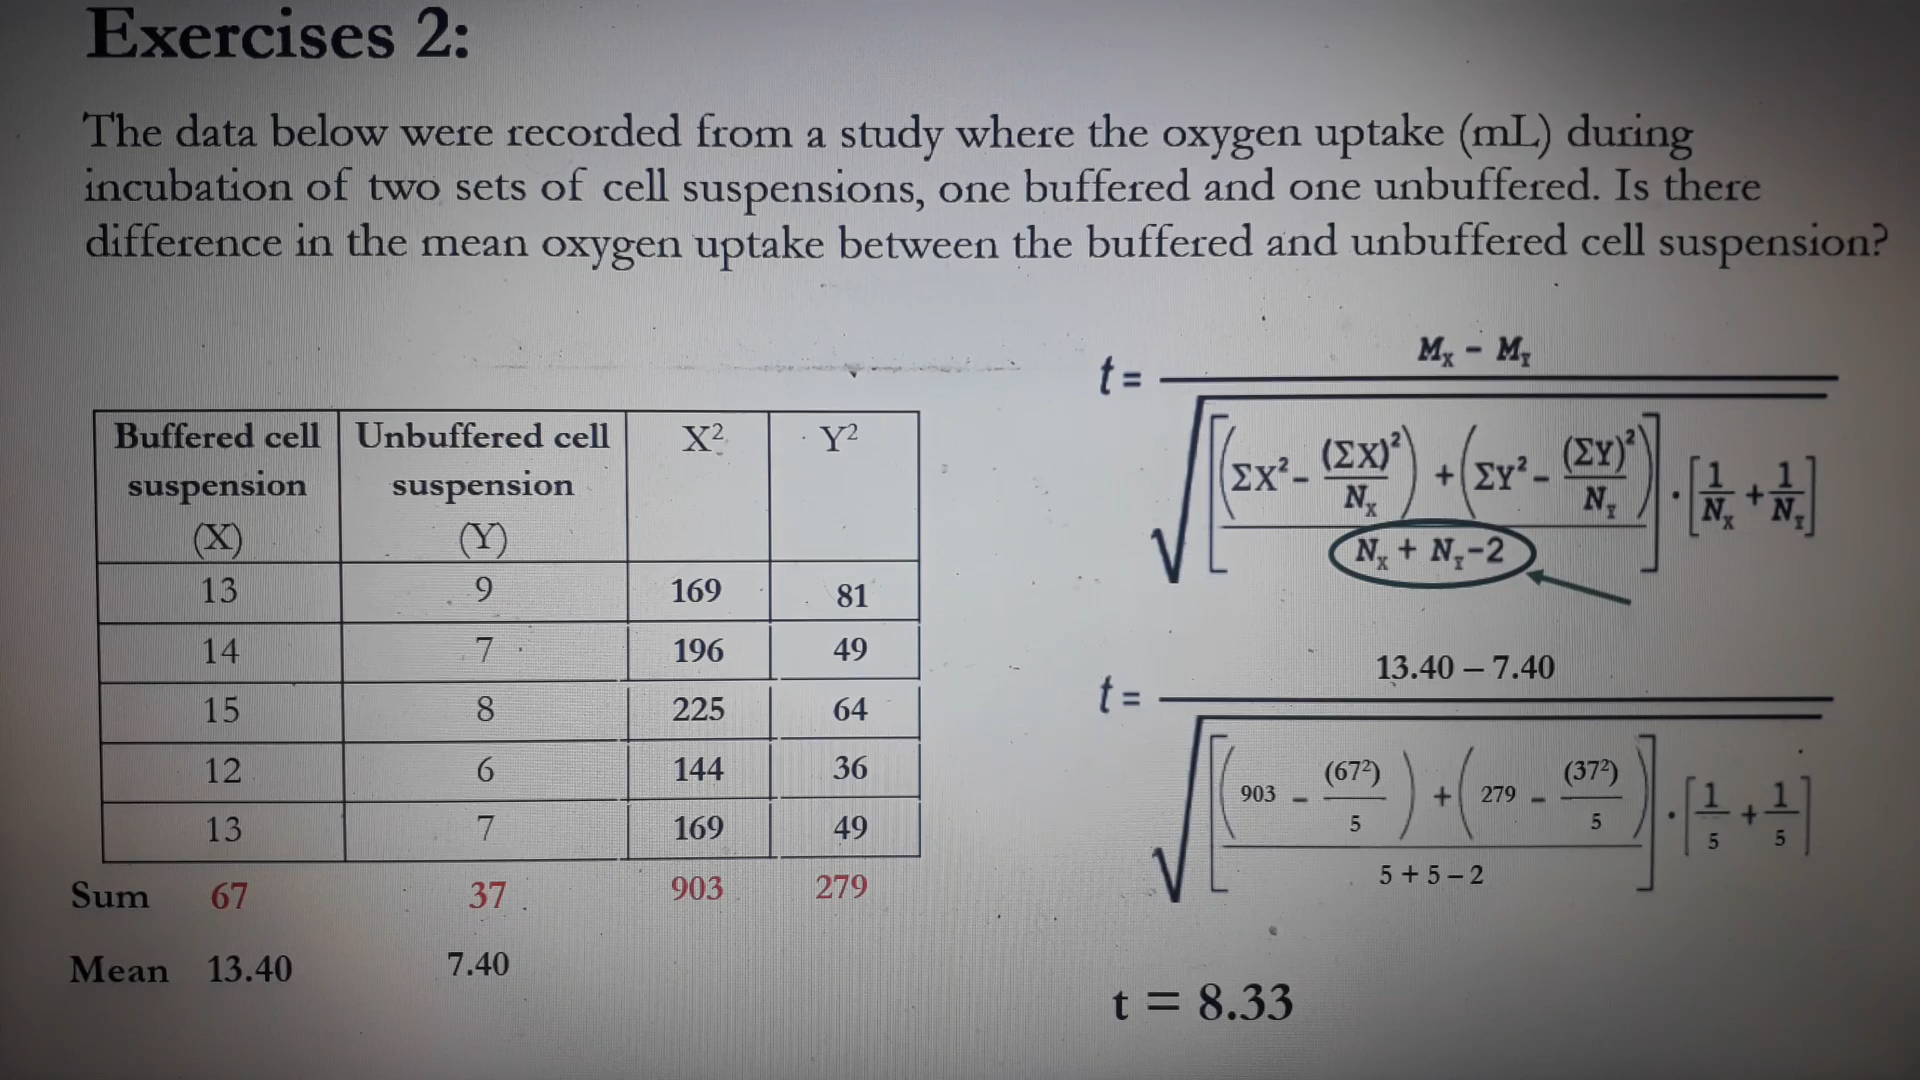 Exercises 2:
The data below were recorded from a study where the oxygen uptake (mL) during
incubation of two sets of cell suspensions, one buffered and one unbuffered. Is there
difference in the mean oxygen uptake between the buffered and unbuffered cell suspension?
Buffered cell suspension (X) Unbuffered cell suspension (Y) X² Y²
13 9 169 81
14 7 196 49
15 8 225 64
12 6 144 36
13 7 169 49
Sum 67 37 903 279
Mean 13.40 7.40
t = (M_X - M_Y) / √([((ΣX² - (ΣX)²/N_X) + (ΣY² - (ΣY)²/N_Y)) / (N_X + N_Y - 2)] · [1/N_X + 1/N_Y])
t = (13.40 – 7.40) / √([((903 - (67²)/5) + (279 - (37²)/5)) / (5 + 5 – 2)] · [1/5 + 1/5])
t = 8.33